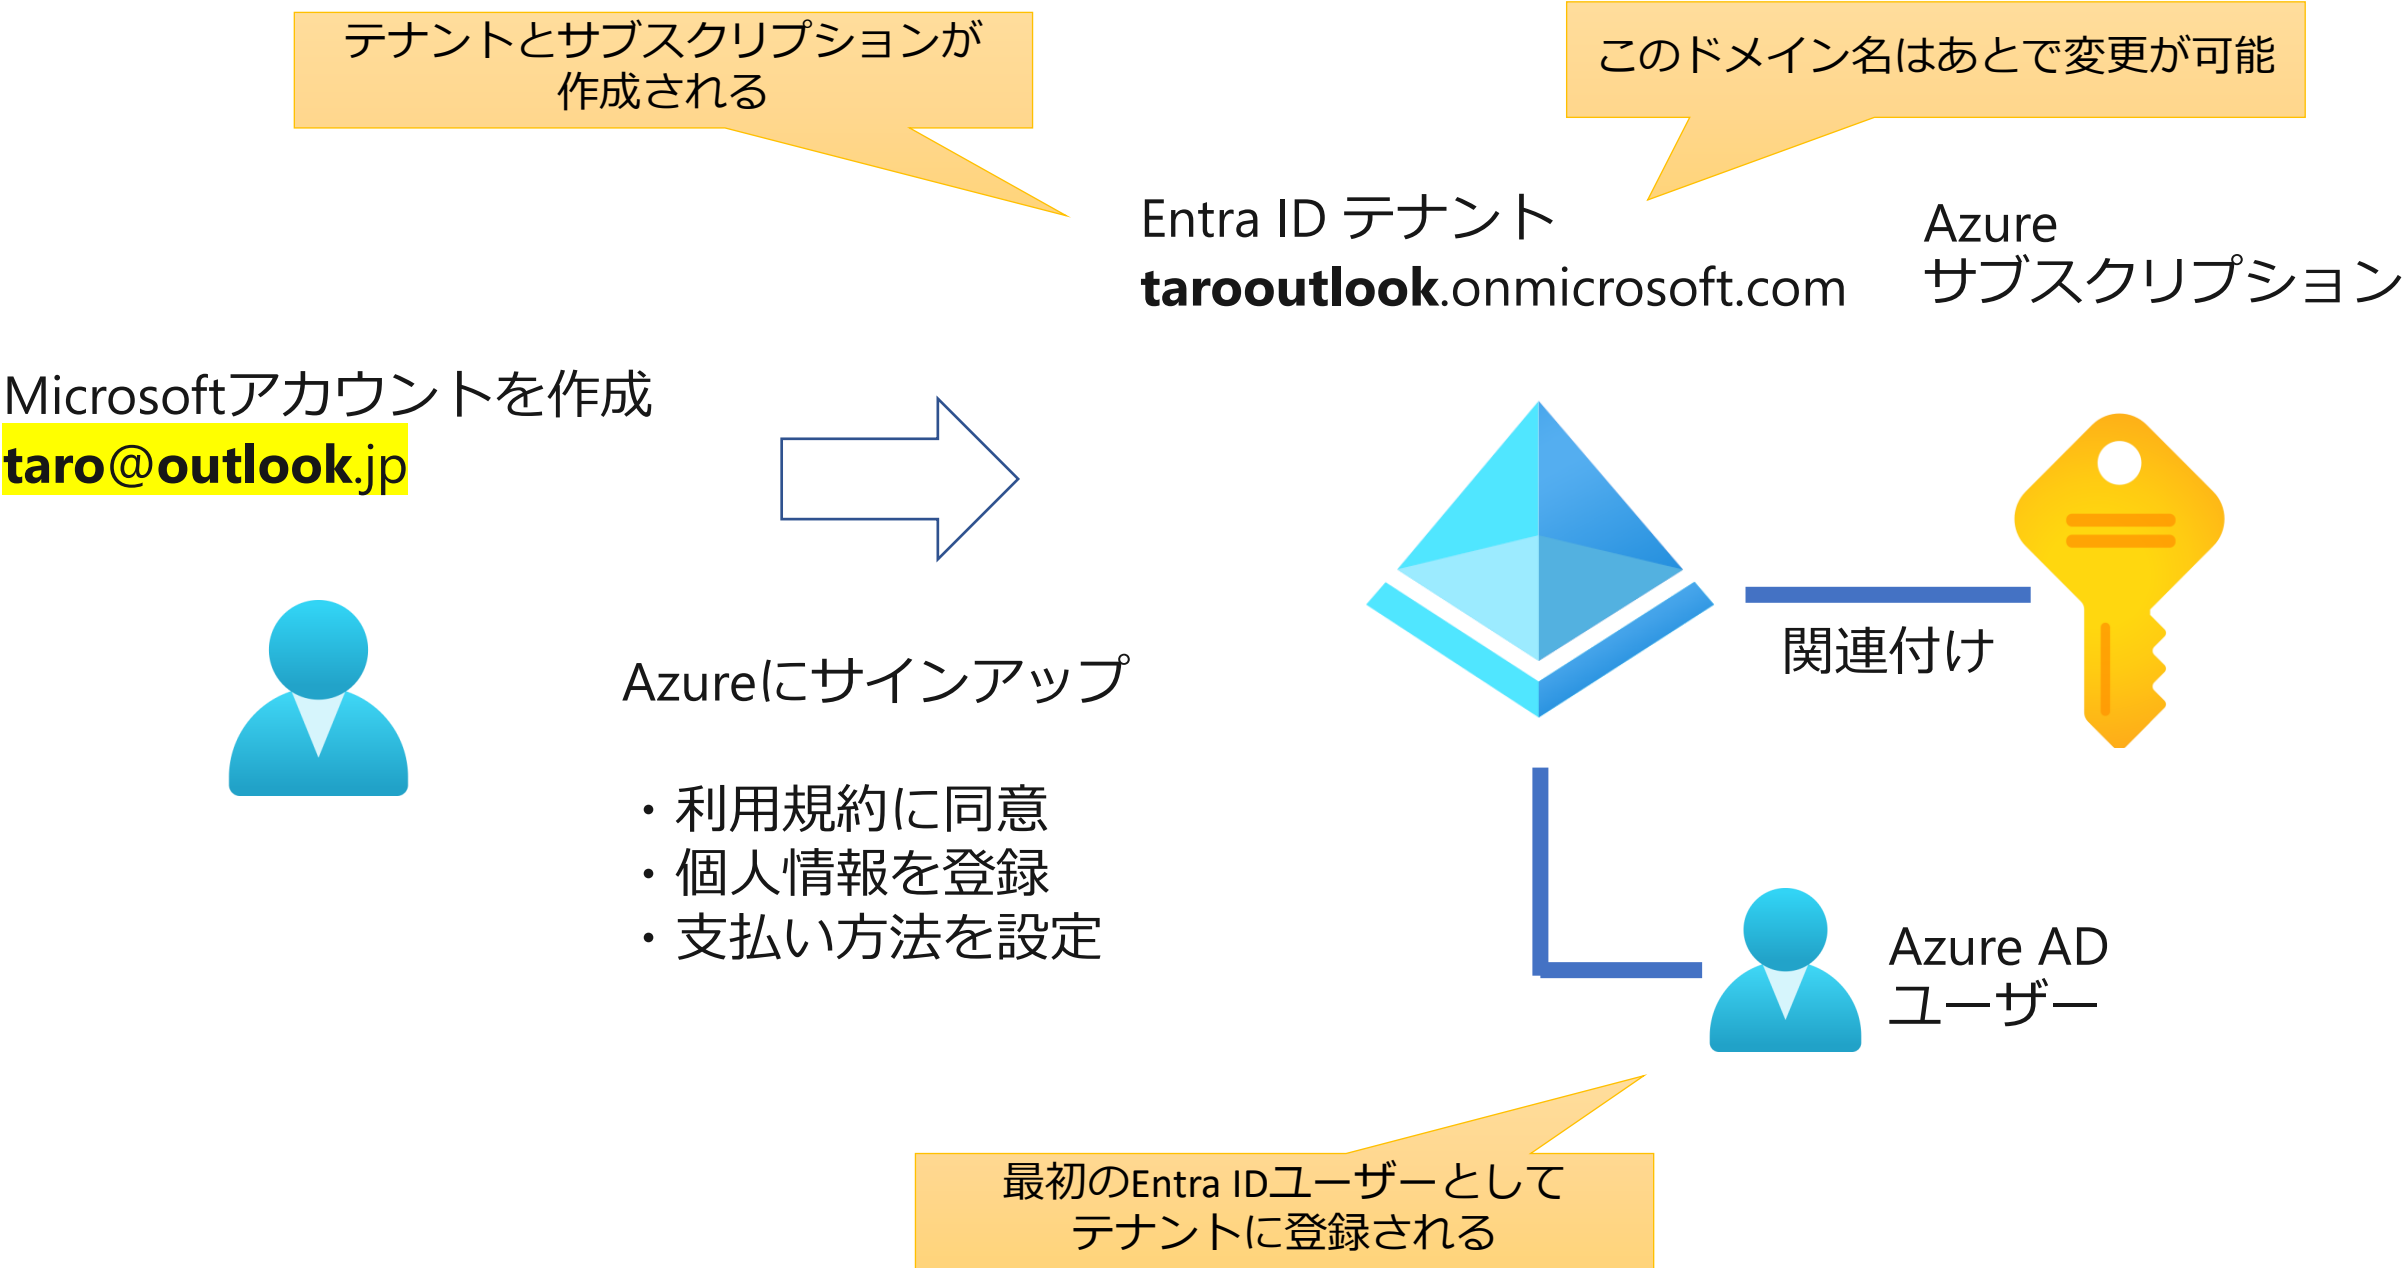 テナントとサブスクリプションが
作成される
このドメイン名はあとで変更が可能
Entra ID テナント
tarooutlook.onmicrosoft.com
Azure
サブスクリプション
Microsoftアカウントを作成
taro@outlook.jp
Azureにサインアップ
・利用規約に同意
・個人情報を登録
・支払い方法を設定
関連付け
Azure AD
ユーザー
最初のEntra IDユーザーとして
テナントに登録される